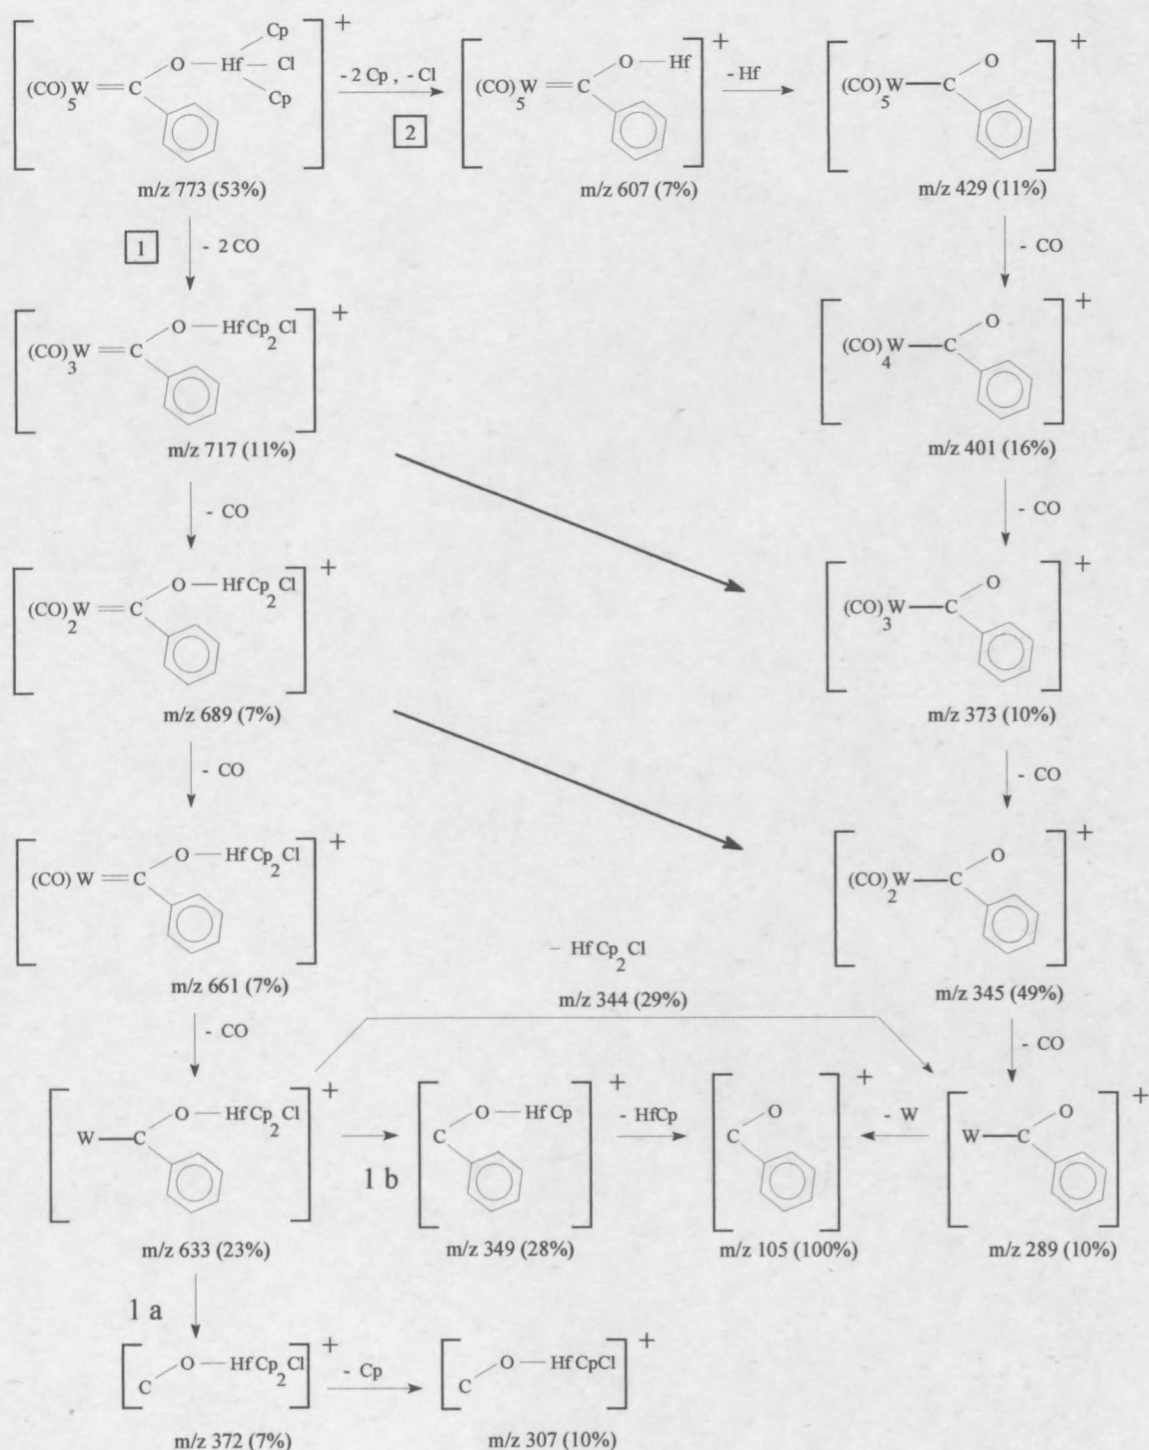 Cp
O — Hf — Cl
(CO)5W = C
Cp
+
m/z 773 (53%)
- 2 Cp , - Cl
2
O — Hf
(CO)5W = C
+
m/z 607 (7%)
- Hf
O
(CO)5W — C
+
m/z 429 (11%)
1
- 2 CO
- CO
O — HfCp2Cl
(CO)3W = C
+
m/z 717 (11%)
O
(CO)4W — C
+
m/z 401 (16%)
- CO
- CO
O — HfCp2Cl
(CO)2W = C
+
m/z 689 (7%)
O
(CO)3W — C
+
m/z 373 (10%)
- CO
- CO
O — HfCp2Cl
(CO) W = C
+
m/z 661 (7%)
O
(CO)2W — C
+
m/z 345 (49%)
- HfCp2Cl
m/z 344 (29%)
- CO
- CO
O — HfCp2Cl
W — C
+
m/z 633 (23%)
1 b
O — HfCp
C
+
m/z 349 (28%)
- HfCp
O
C
+
m/z 105 (100%)
- W
O
W — C
+
m/z 289 (10%)
1 a
O — HfCp2Cl
C
+
m/z 372 (7%)
- Cp
O — HfCpCl
C
+
m/z 307 (10%)